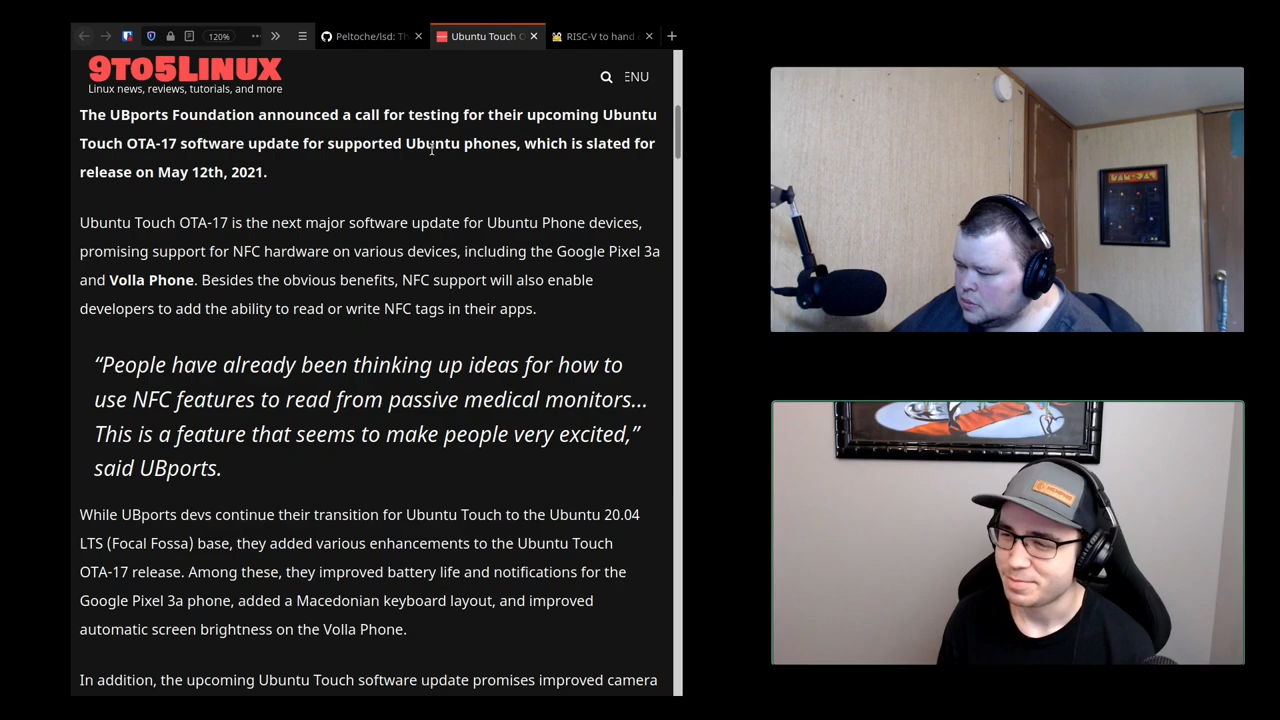 120%
Peltoche/lsd: Th
Ubuntu Touch O
RISC-V to hand
9TO5LINUX
Linux news, reviews, tutorials, and more
ENU
The UBports Foundation announced a call for testing for their upcoming Ubuntu
Touch OTA-17 software update for supported Ubuntu phones, which is slated for
release on May 12th, 2021.
Ubuntu Touch OTA-17 is the next major software update for Ubuntu Phone devices,
promising support for NFC hardware on various devices, including the Google Pixel 3a
and Volla Phone. Besides the obvious benefits, NFC support will also enable
developers to add the ability to read or write NFC tags in their apps.
“People have already been thinking up ideas for how to
use NFC features to read from passive medical monitors…
This is a feature that seems to make people very excited,”
said UBports.
While UBports devs continue their transition for Ubuntu Touch to the Ubuntu 20.04
LTS (Focal Fossa) base, they added various enhancements to the Ubuntu Touch
OTA-17 release. Among these, they improved battery life and notifications for the
Google Pixel 3a phone, added a Macedonian keyboard layout, and improved
automatic screen brightness on the Volla Phone.
In addition, the upcoming Ubuntu Touch software update promises improved camera